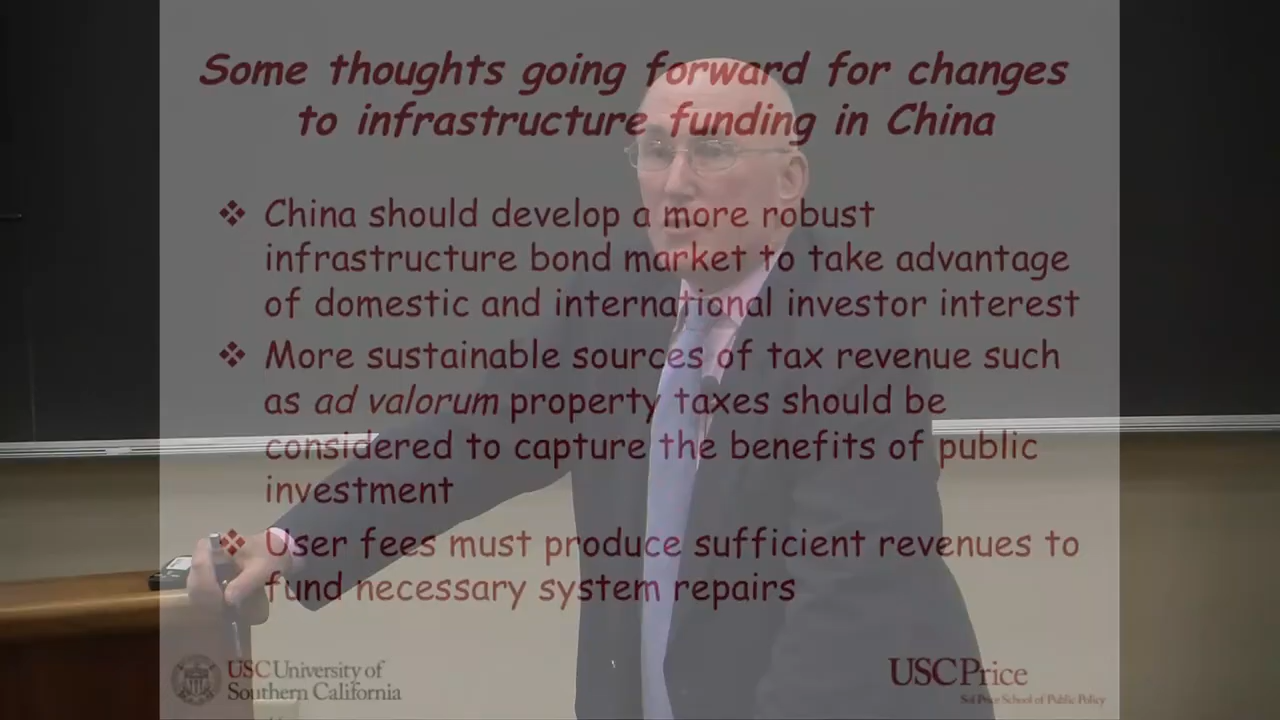 Some thoughts going forward for changes
to infrastructure funding in China
❖ China should develop a more robust
infrastructure bond market to take advantage
of domestic and international investor interest
❖ More sustainable sources of tax revenue such
as ad valorum property taxes should be
considered to capture the benefits of public
investment
❖ User fees must produce sufficient revenues to
fund necessary system repairs
USC University of
Southern California
USC Price
Sol Price School of Public Policy